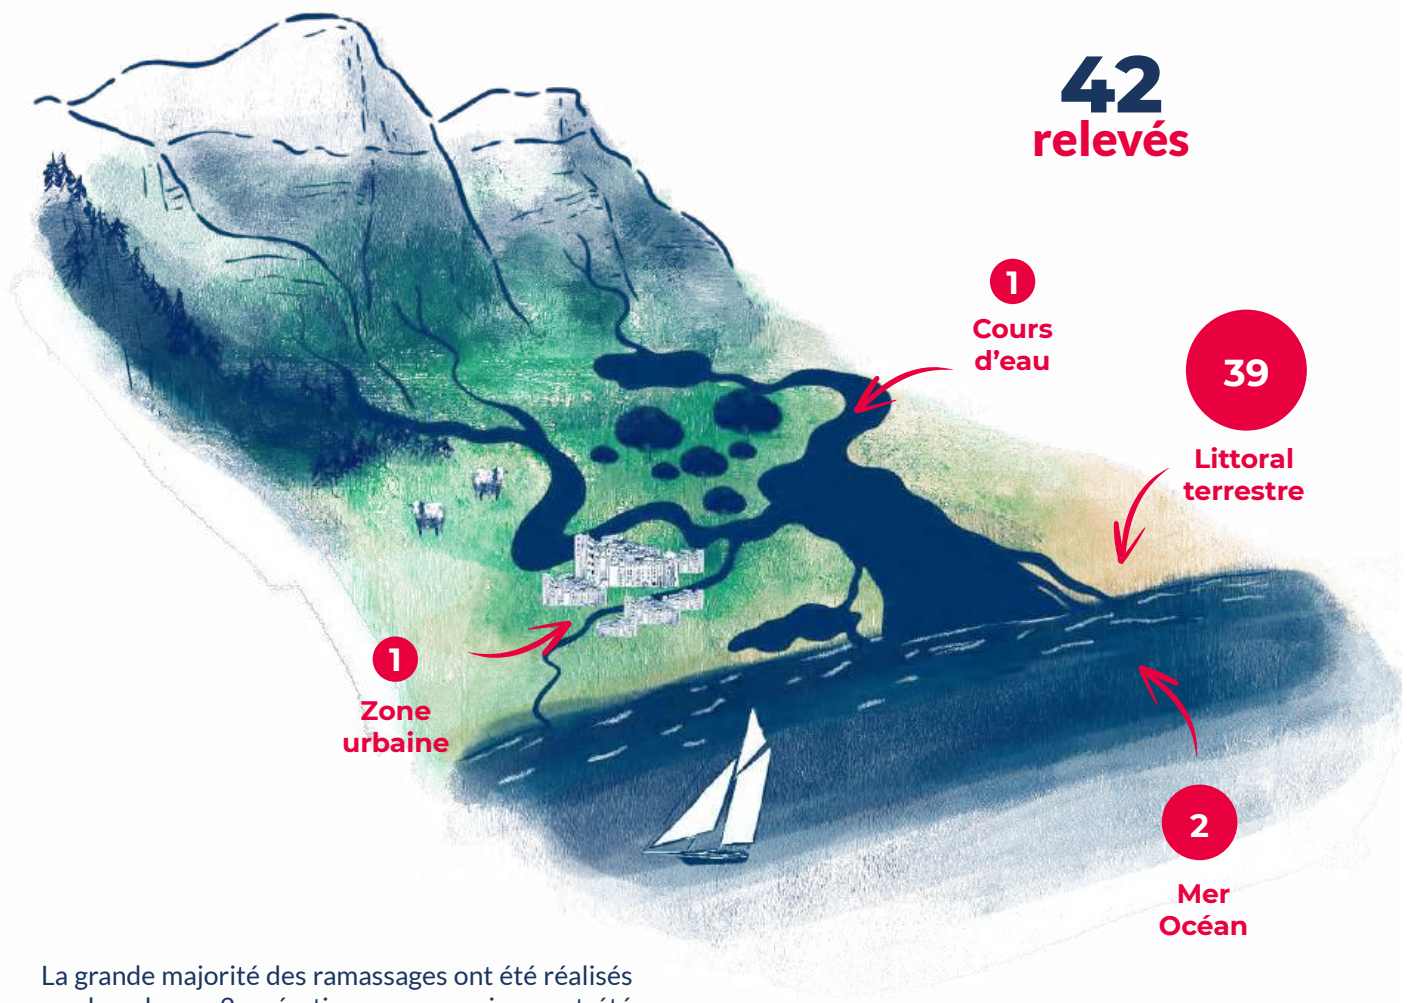 42
relevés
1
Cours
d'eau
39
Littoral
terrestre
1
Zone
urbaine
2
Mer
Océan
La grande majorité des ramassages ont été réalisés